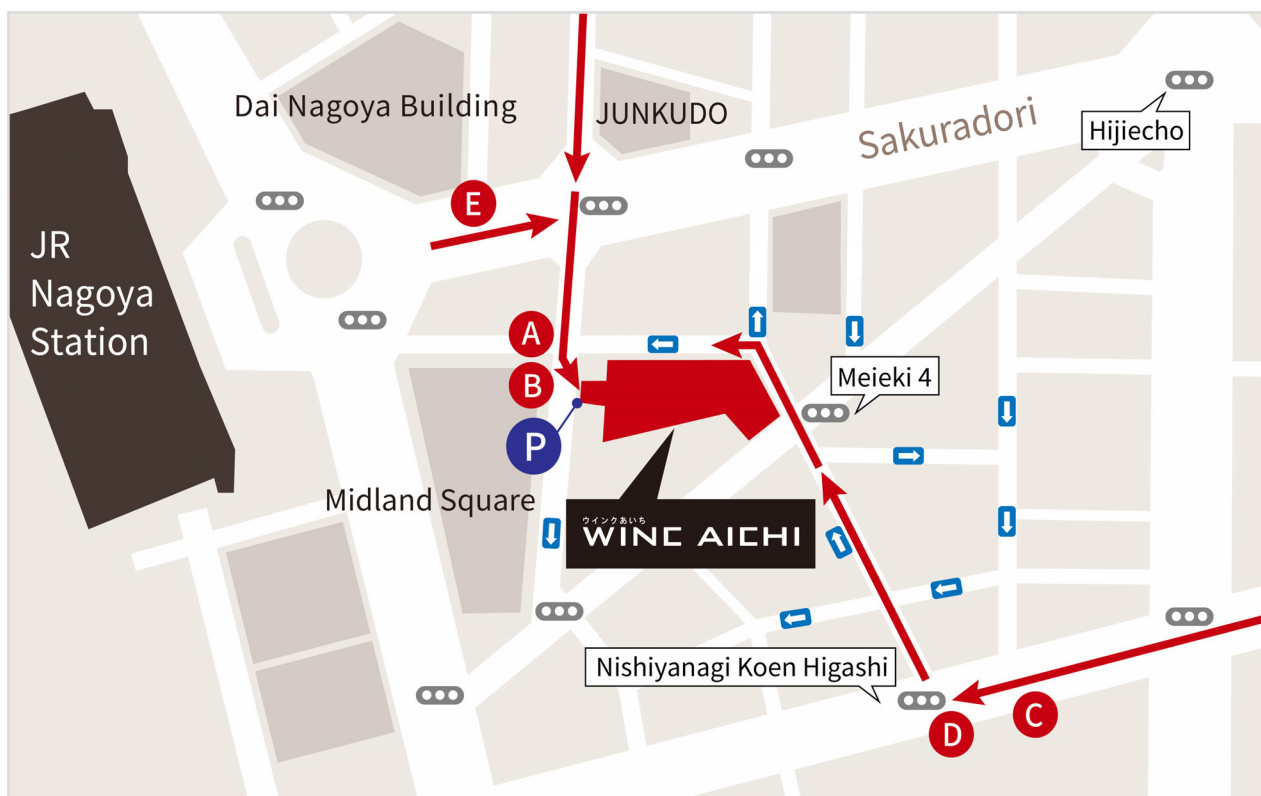 Dai Nagoya Building
JUNKUDO
Sakuradori
Hijiecho
E
JR
Nagoya
Station
A
B
Meieki 4
P
Midland Square
ウインクあいち
WINC AICHI
Nishiyanagi Koen Higashi
C
D